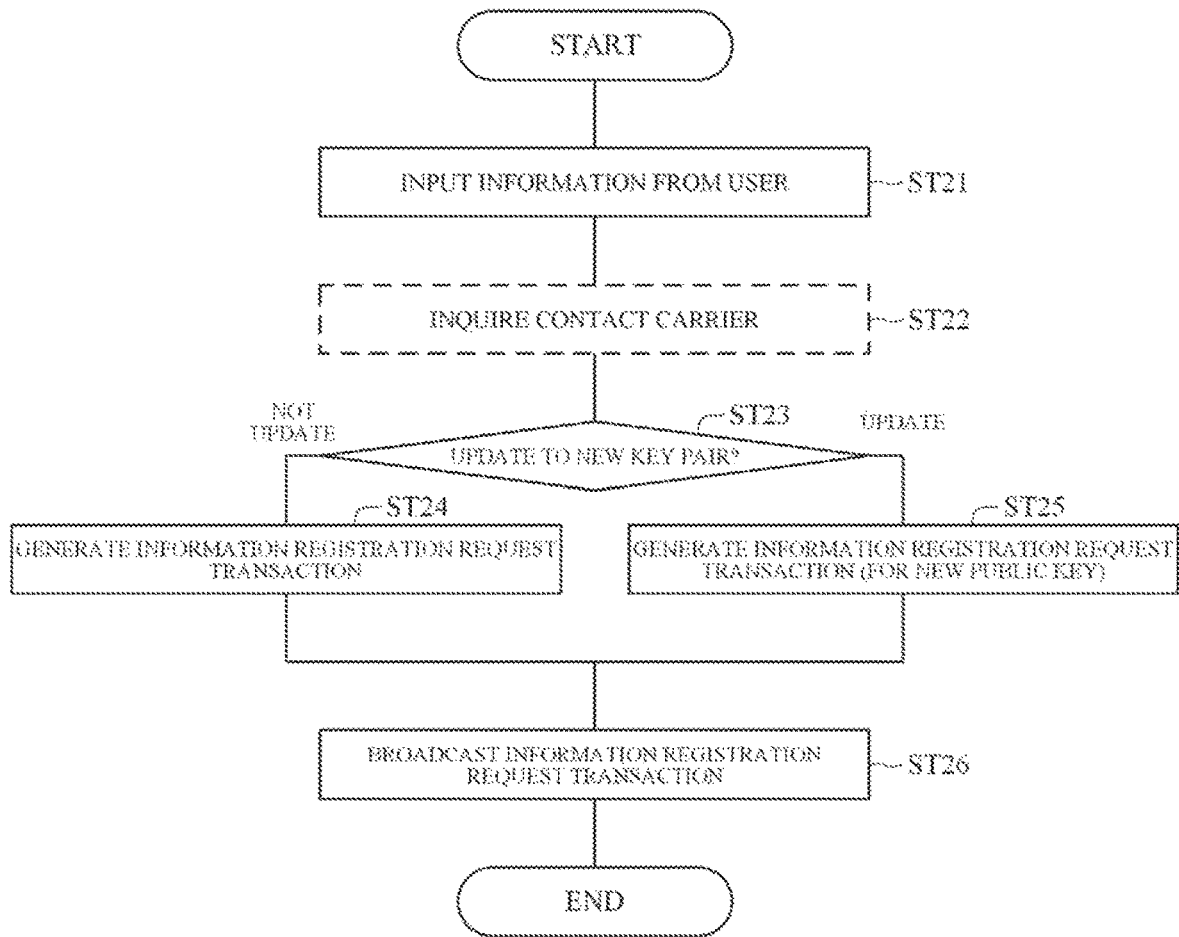 START
INPUT INFORMATION FROM USER
ST21
INQUIRE CONTACT CARRIER
ST22
ST23
NOT
UPDATE
UPDATE
UPDATE TO NEW KEY PAIR?
ST24
ST25
GENERATE INFORMATION REGISTRATION REQUEST
TRANSACTION
GENERATE INFORMATION REGISTRATION REQUEST
TRANSACTION (FOR NEW PUBLIC KEY)
BROADCAST INFORMATION REGISTRATION
REQUEST TRANSACTION
ST26
END